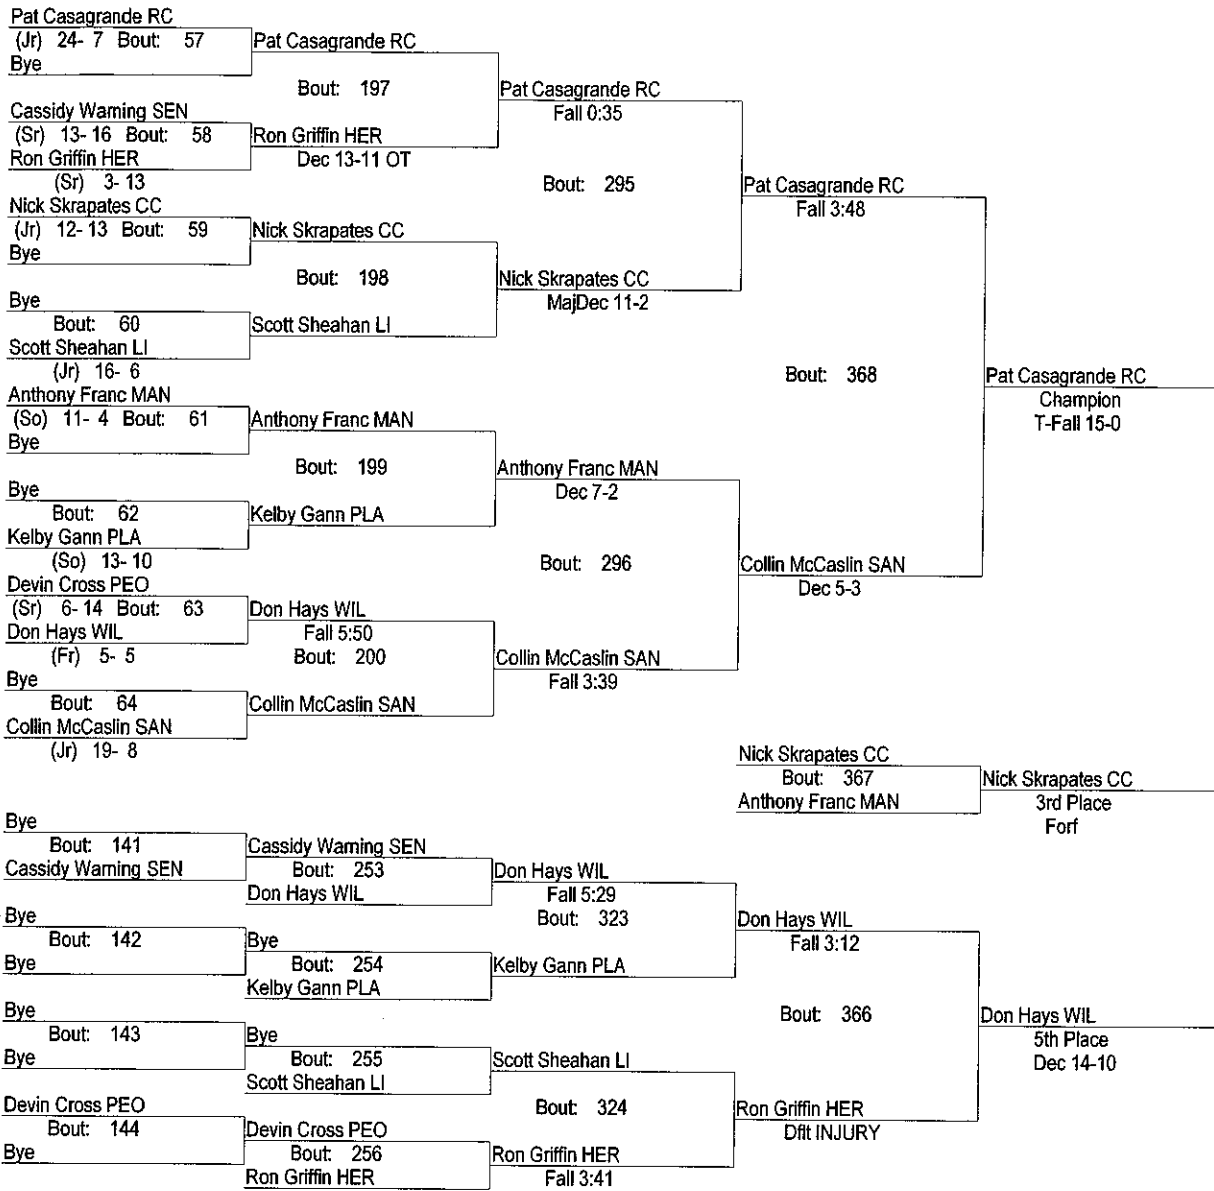 Pat Casagrande RC
(Jr) 24- 7 Bout: 57
Bye
Pat Casagrande RC
Bout: 197
Cassidy Warning SEN
(Sr) 13- 16 Bout: 58
Ron Griffin HER
(Sr) 3- 13
Ron Griffin HER
Dec 13-11 OT
Pat Casagrande RC
Fall 0:35
Bout: 295
Nick Skrapates CC
(Jr) 12- 13 Bout: 59
Bye
Nick Skrapates CC
Bout: 198
Bye
Bout: 60
Scott Sheahan LI
(Jr) 16- 6
Scott Sheahan LI
Nick Skrapates CC
MajDec 11-2
Pat Casagrande RC
Fall 3:48
Bout: 368
Anthony Franc MAN
(So) 11- 4 Bout: 61
Bye
Anthony Franc MAN
Bout: 199
Bye
Bout: 62
Kelby Gann PLA
(So) 13- 10
Kelby Gann PLA
Anthony Franc MAN
Dec 7-2
Bout: 296
Devin Cross PEO
(Sr) 6- 14 Bout: 63
Don Hays WIL
(Fr) 5- 5
Don Hays WIL
Fall 5:50
Bout: 200
Bye
Bout: 64
Collin McCaslin SAN
(Jr) 19- 8
Collin McCaslin SAN
Collin McCaslin SAN
Fall 3:39
Collin McCaslin SAN
Dec 5-3
Pat Casagrande RC
Champion
T-Fall 15-0
Nick Skrapates CC
Bout: 367
Anthony Franc MAN
Nick Skrapates CC
3rd Place
Forf
Bye
Bout: 141
Cassidy Warning SEN
Cassidy Warning SEN
Bout: 253
Don Hays WIL
Don Hays WIL
Fall 5:29
Bout: 323
Bye
Bout: 142
Bye
Bye
Bout: 254
Kelby Gann PLA
Kelby Gann PLA
Don Hays WIL
Fall 3:12
Bout: 366
Bye
Bout: 143
Bye
Bye
Bout: 255
Scott Sheahan LI
Scott Sheahan LI
Bout: 324
Devin Cross PEO
Bout: 144
Bye
Devin Cross PEO
Bout: 256
Ron Griffin HER
Ron Griffin HER
Fall 3:41
Ron Griffin HER
Dflt INJURY
Don Hays WIL
5th Place
Dec 14-10